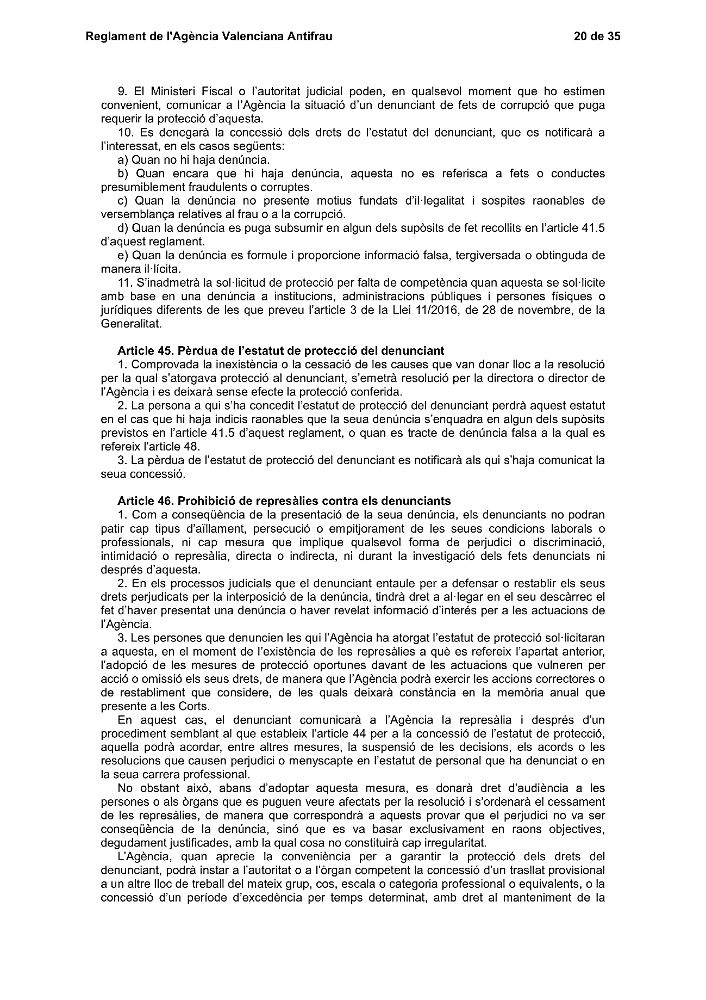 Reglament de l'Agència Valenciana Antifrau 20 de 35
9. El Ministeri Fiscal o l’autoritat judicial poden, en qualsevol moment que ho estimen
convenient, comunicar a l’Agència la situació d’un denunciant de fets de corrupció que puga
requerir la protecció d’aquesta.
10. Es denegarà la concessió dels drets de l’estatut del denunciant, que es notificarà a
l’interessat, en els casos següents:
a) Quan no hi haja denúncia.
b) Quan encara que hi haja denúncia, aquesta no es referisca a fets o conductes
presumiblement fraudulents o corruptes.
c) Quan la denúncia no presente motius fundats d’il·legalitat i sospites raonables de
versemblança relatives al frau o a la corrupció.
d) Quan la denúncia es puga subsumir en algun dels supòsits de fet recollits en l’article 41.5
d’aquest reglament.
e) Quan la denúncia es formule i proporcione informació falsa, tergiversada o obtinguda de
manera il·lícita.
11. S’inadmetrà la sol·licitud de protecció per falta de competència quan aquesta se sol·licite
amb base en una denúncia a institucions, administracions públiques i persones físiques o
jurídiques diferents de les que preveu l’article 3 de la Llei 11/2016, de 28 de novembre, de la
Generalitat.
Article 45. Pèrdua de l’estatut de protecció del denunciant
1. Comprovada la inexistència o la cessació de les causes que van donar lloc a la resolució
per la qual s’atorgava protecció al denunciant, s’emetrà resolució per la directora o director de
l’Agència i es deixarà sense efecte la protecció conferida.
2. La persona a qui s’ha concedit l’estatut de protecció del denunciant perdrà aquest estatut
en el cas que hi haja indicis raonables que la seua denúncia s’enquadra en algun dels supòsits
previstos en l’article 41.5 d’aquest reglament, o quan es tracte de denúncia falsa a la qual es
refereix l’article 48.
3. La pèrdua de l’estatut de protecció del denunciant es notificarà als qui s’haja comunicat la
seua concessió.
Article 46. Prohibició de represàlies contra els denunciants
1. Com a conseqüència de la presentació de la seua denúncia, els denunciants no podran
patir cap tipus d’aïllament, persecució o empitjorament de les seues condicions laborals o
professionals, ni cap mesura que implique qualsevol forma de perjudici o discriminació,
intimidació o represàlia, directa o indirecta, ni durant la investigació dels fets denunciats ni
després d’aquesta.
2. En els processos judicials que el denunciant entaule per a defensar o restablir els seus
drets perjudicats per la interposició de la denúncia, tindrà dret a al·legar en el seu descàrrec el
fet d’haver presentat una denúncia o haver revelat informació d’interés per a les actuacions de
l’Agència.
3. Les persones que denuncien les qui l’Agència ha atorgat l’estatut de protecció sol·licitaran
a aquesta, en el moment de l’existència de les represàlies a què es refereix l’apartat anterior,
l’adopció de les mesures de protecció oportunes davant de les actuacions que vulneren per
acció o omissió els seus drets, de manera que l’Agència podrà exercir les accions correctores o
de restabliment que considere, de les quals deixarà constància en la memòria anual que
presente a les Corts.
En aquest cas, el denunciant comunicarà a l’Agència la represàlia i després d’un
procediment semblant al que estableix l’article 44 per a la concessió de l’estatut de protecció,
aquella podrà acordar, entre altres mesures, la suspensió de les decisions, els acords o les
resolucions que causen perjudici o menyscapte en l’estatut de personal que ha denunciat o en
la seua carrera professional.
No obstant això, abans d’adoptar aquesta mesura, es donarà dret d’audiència a les
persones o als òrgans que es puguen veure afectats per la resolució i s’ordenarà el cessament
de les represàlies, de manera que correspondrà a aquests provar que el perjudici no va ser
conseqüència de la denúncia, sinó que es va basar exclusivament en raons objectives,
degudament justificades, amb la qual cosa no constituirà cap irregularitat.
L’Agència, quan aprecie la conveniència per a garantir la protecció dels drets del
denunciant, podrà instar a l’autoritat o a l’òrgan competent la concessió d’un trasllat provisional
a un altre lloc de treball del mateix grup, cos, escala o categoria professional o equivalents, o la
concessió d’un període d’excedència per temps determinat, amb dret al manteniment de la